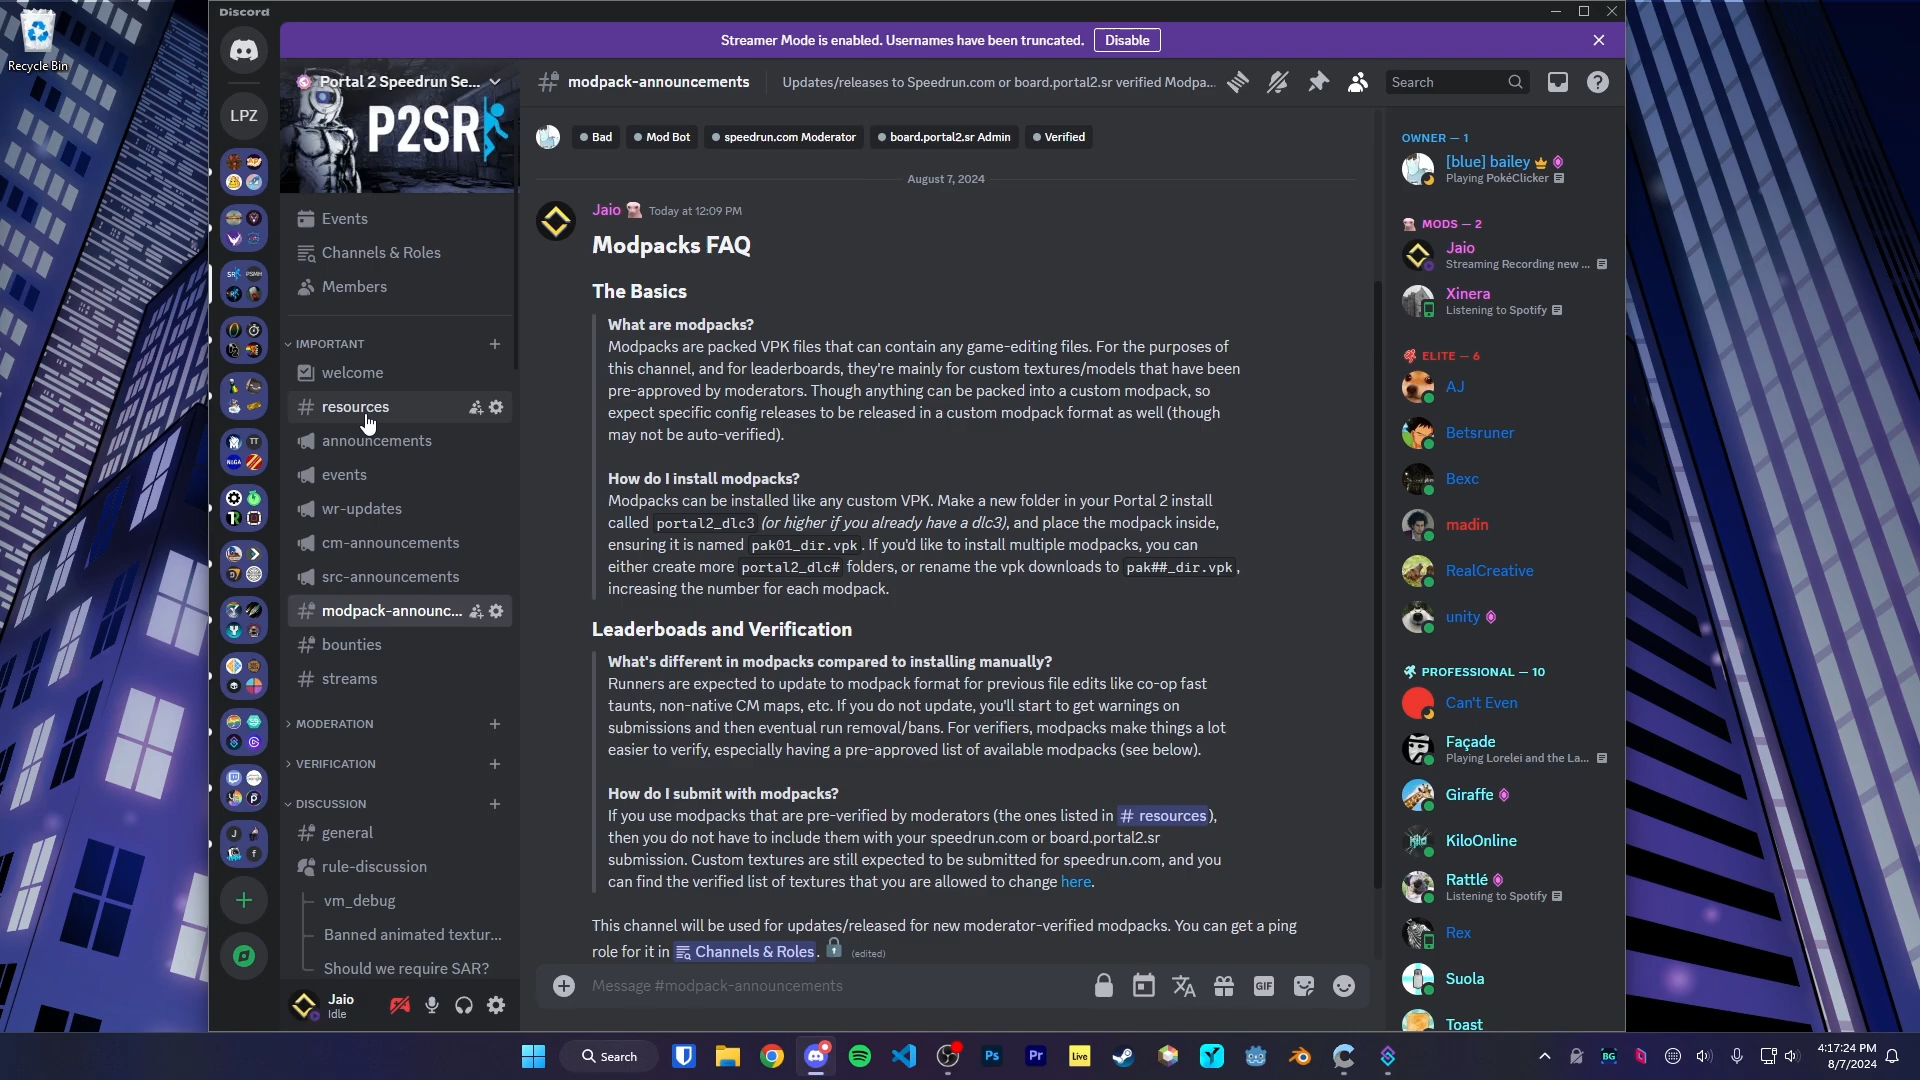 Recycle Bin
Discord
Streamer Mode is enabled. Usernames have been truncated.
Disable
LPZ
Portal 2 Speedrun Se...
P2SR
Events
Channels & Roles
Members
IMPORTANT
welcome
resources
announcements
events
wr-updates
cm-announcements
src-announcements
modpack-announc...
bounties
streams
MODERATION
VERIFICATION
DISCUSSION
general
rule-discussion
vm_debug
Banned animated textur...
Should we require SAR?
Jaio
Idle
modpack-announcements
Updates/releases to Speedrun.com or board.portal2.sr verified Modpa...
Search
Bad
Mod Bot
speedrun.com Moderator
board.portal2.sr Admin
Verified
August 7, 2024
Jaio Today at 12:09 PM
Modpacks FAQ
The Basics
What are modpacks?
Modpacks are packed VPK files that can contain any game-editing files. For the purposes of
this channel, and for leaderboards, they're mainly for custom textures/models that have been
pre-approved by moderators. Though anything can be packed into a custom modpack, so
expect specific config releases to be released in a custom modpack format as well (though
may not be auto-verified).
How do I install modpacks?
Modpacks can be installed like any custom VPK. Make a new folder in your Portal 2 install
called portal2_dlc3 (or higher if you already have a dlc3), and place the modpack inside,
ensuring it is named pak01_dir.vpk. If you'd like to install multiple modpacks, you can
either create more portal2_dlc# folders, or rename the vpk downloads to pak##_dir.vpk,
increasing the number for each modpack.
Leaderboads and Verification
What's different in modpacks compared to installing manually?
Runners are expected to update to modpack format for previous file edits like co-op fast
taunts, non-native CM maps, etc. If you do not update, you'll start to get warnings on
submissions and then eventual run removal/bans. For verifiers, modpacks make things a lot
easier to verify, especially having a pre-approved list of available modpacks (see below).
How do I submit with modpacks?
If you use modpacks that are pre-verified by moderators (the ones listed in # resources),
then you do not have to include them with your speedrun.com or board.portal2.sr
submission. Custom textures are still expected to be submitted for speedrun.com, and you
can find the verified list of textures that you are allowed to change here.
This channel will be used for updates/released for new moderator-verified modpacks. You can get a ping
role for it in Channels & Roles. (edited)
Message #modpack-announcements
GIF
OWNER — 1
[blue] bailey
Playing PokéClicker
MODS — 2
Jaio
Streaming Recording new ...
Xinera
Listening to Spotify
ELITE — 6
AJ
Betsruner
Bexc
madin
RealCreative
unity
PROFESSIONAL — 10
Can't Even
Façade
Playing Lorelei and the La...
Giraffe
KiloOnline
Rattlé
Listening to Spotify
Rex
Suola
Toast
Search
Ps
Pr
Live
BG
4:17:24 PM
8/7/2024